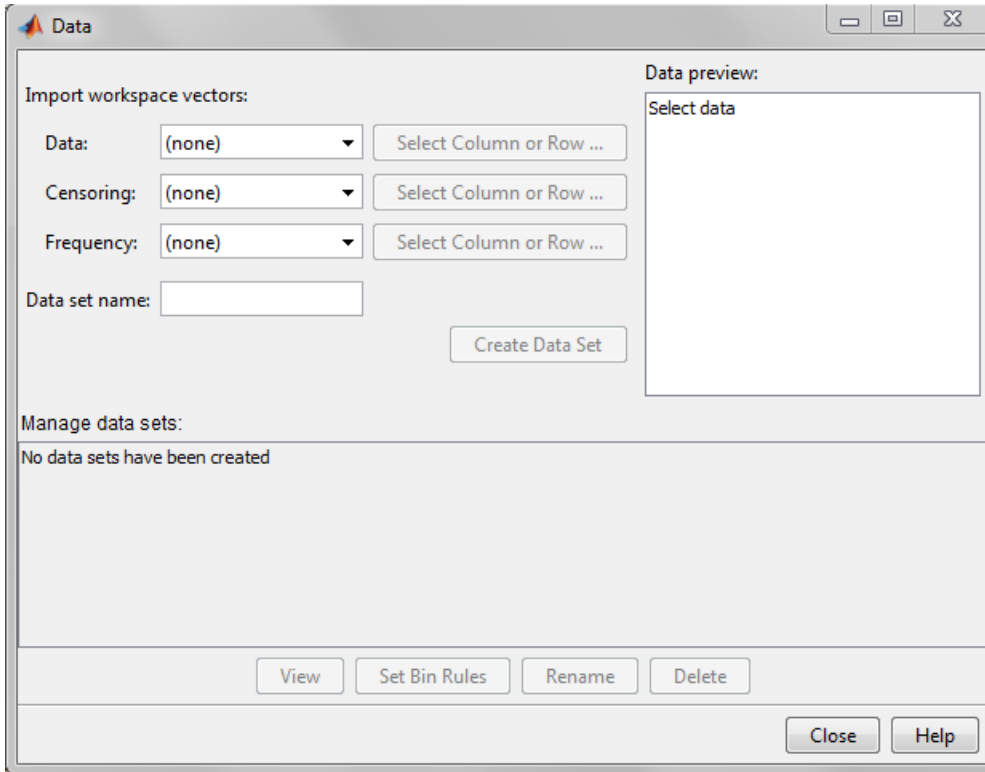 Data
Import workspace vectors:
Data: (none) Select Column or Row ...
Censoring: (none) Select Column or Row ...
Frequency: (none) Select Column or Row ...
Data set name:
Create Data Set
Data preview:
Select data
Manage data sets:
No data sets have been created
View Set Bin Rules Rename Delete
Close Help